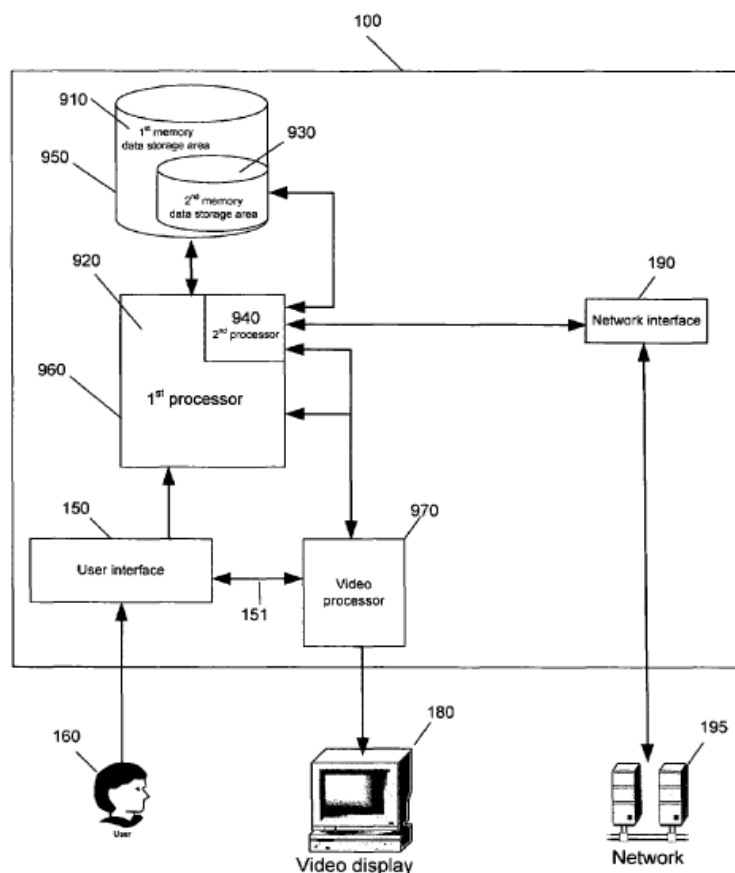 100
910
1st memory
data storage area
930
950
2nd memory
data storage area
920
940
2nd processor
190
Network interface
960
1st processor
150
User interface
970
151
Video
processor
160
User
180
Video display
195
Network